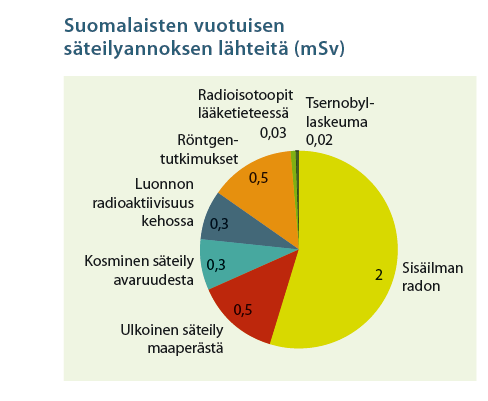 Suomalaisten vuotuisen
säteilyannoksen lähteitä (mSv)
Radioisotoopit
lääketieteessä
0,03
Tsernobyl-
laskeuma
0,02
Röntgen-
tutkimukset
0,5
Luonnon
radioaktiivisuus
kehossa
0,3
Kosminen säteily
avaruudesta
0,3
Sisäilman
radon
2
Ulkoinen säteily
maaperästä
0,5